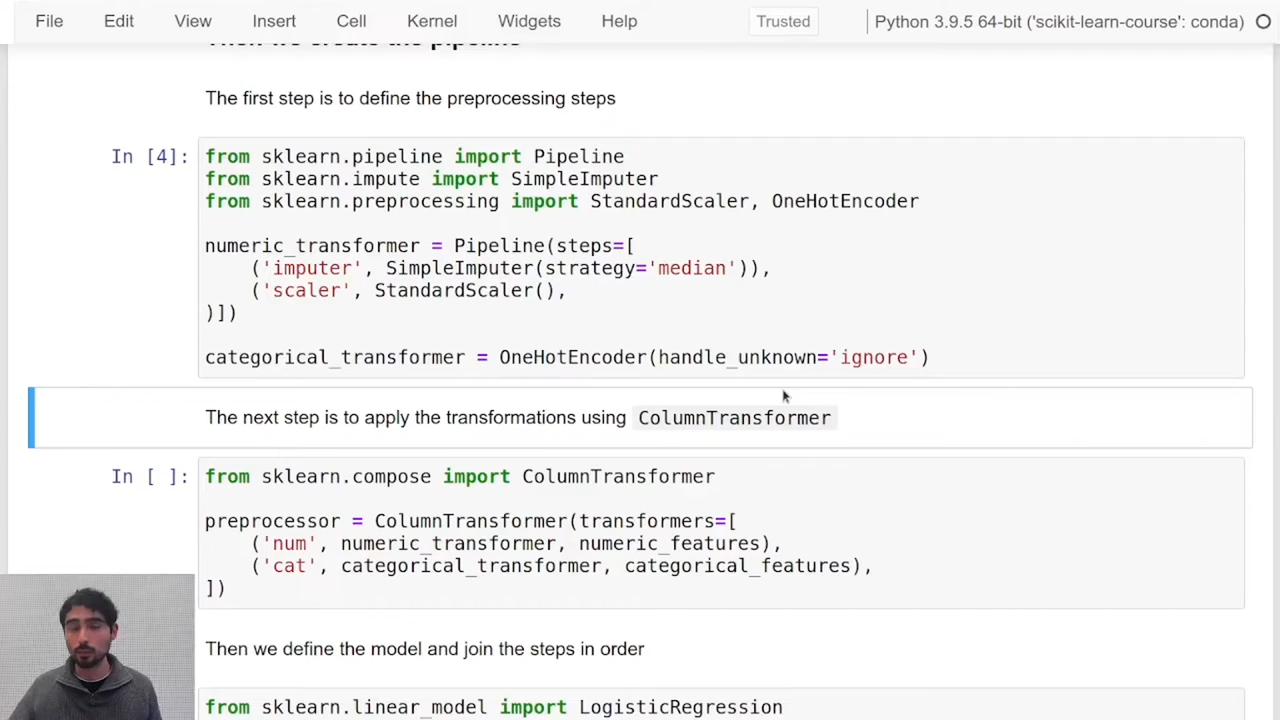 File Edit View Insert Cell Kernel Widgets Help Trusted Python 3.9.5 64-bit ('scikit-learn-course': conda)
Then we create the pipeline
The first step is to define the preprocessing steps
In [4]: from sklearn.pipeline import Pipeline
from sklearn.impute import SimpleImputer
from sklearn.preprocessing import StandardScaler, OneHotEncoder
numeric_transformer = Pipeline(steps=[
('imputer', SimpleImputer(strategy='median')),
('scaler', StandardScaler(),
)])
categorical_transformer = OneHotEncoder(handle_unknown='ignore')
The next step is to apply the transformations using ColumnTransformer
In [ ]: from sklearn.compose import ColumnTransformer
preprocessor = ColumnTransformer(transformers=[
('num', numeric_transformer, numeric_features),
('cat', categorical_transformer, categorical_features),
])
Then we define the model and join the steps in order
from sklearn.linear_model import LogisticRegression